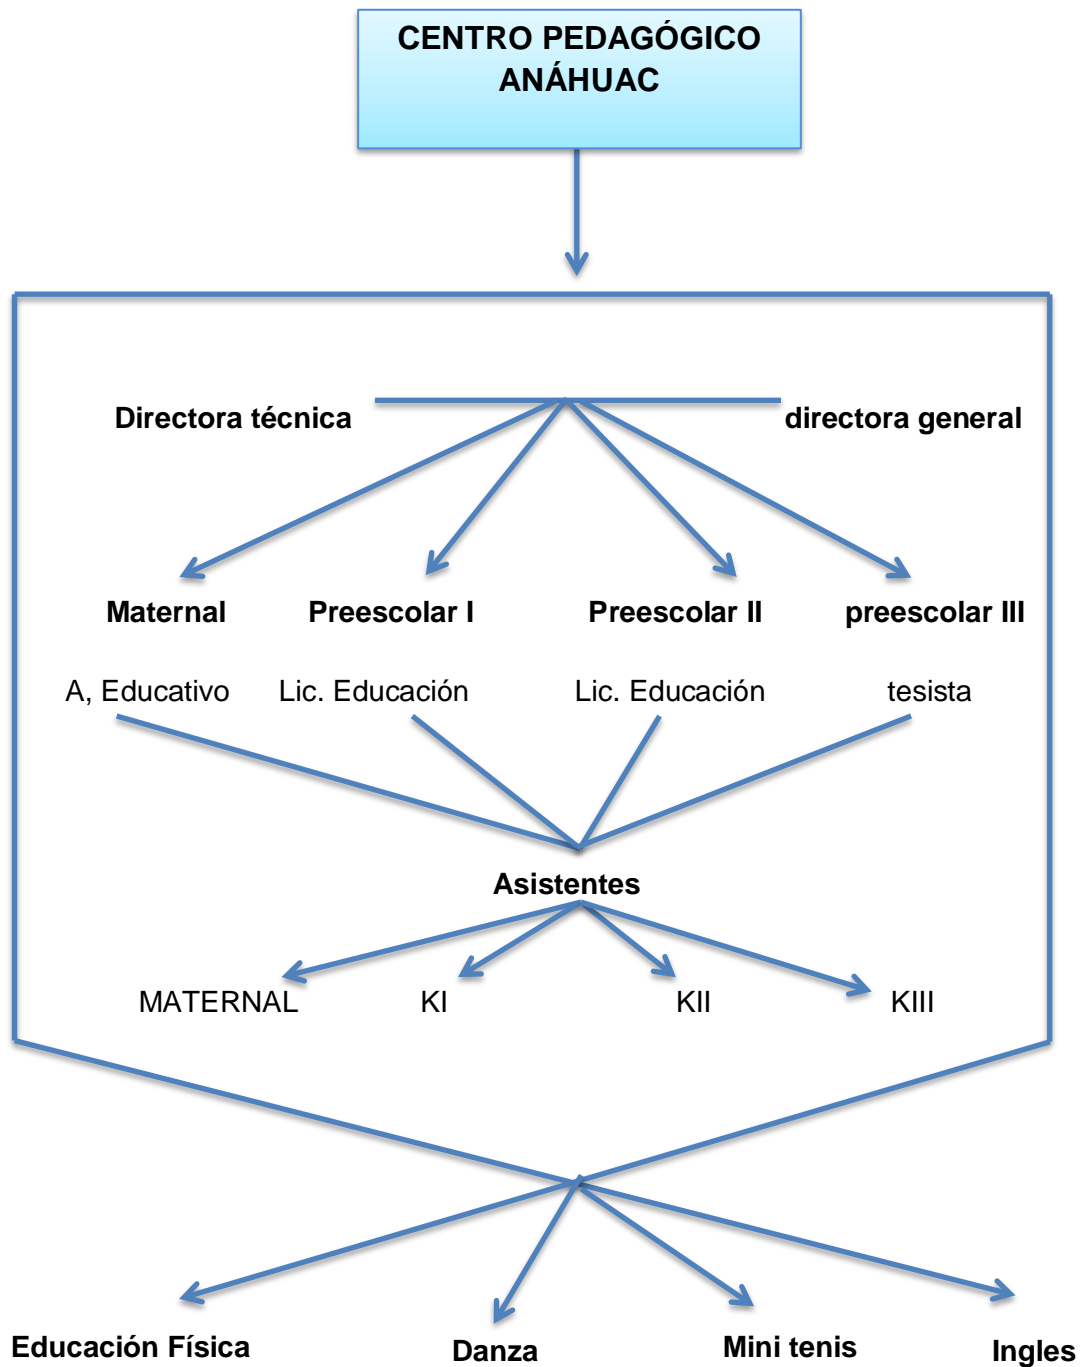 CENTRO PEDAGÓGICO
ANÁHUAC
Directora técnica
directora general
Maternal
Preescolar I
Preescolar II
preescolar III
A, Educativo
Lic. Educación
Lic. Educación
tesista
Asistentes
MATERNAL
KI
KII
KIII
Educación Física
Danza
Mini tenis
Ingles